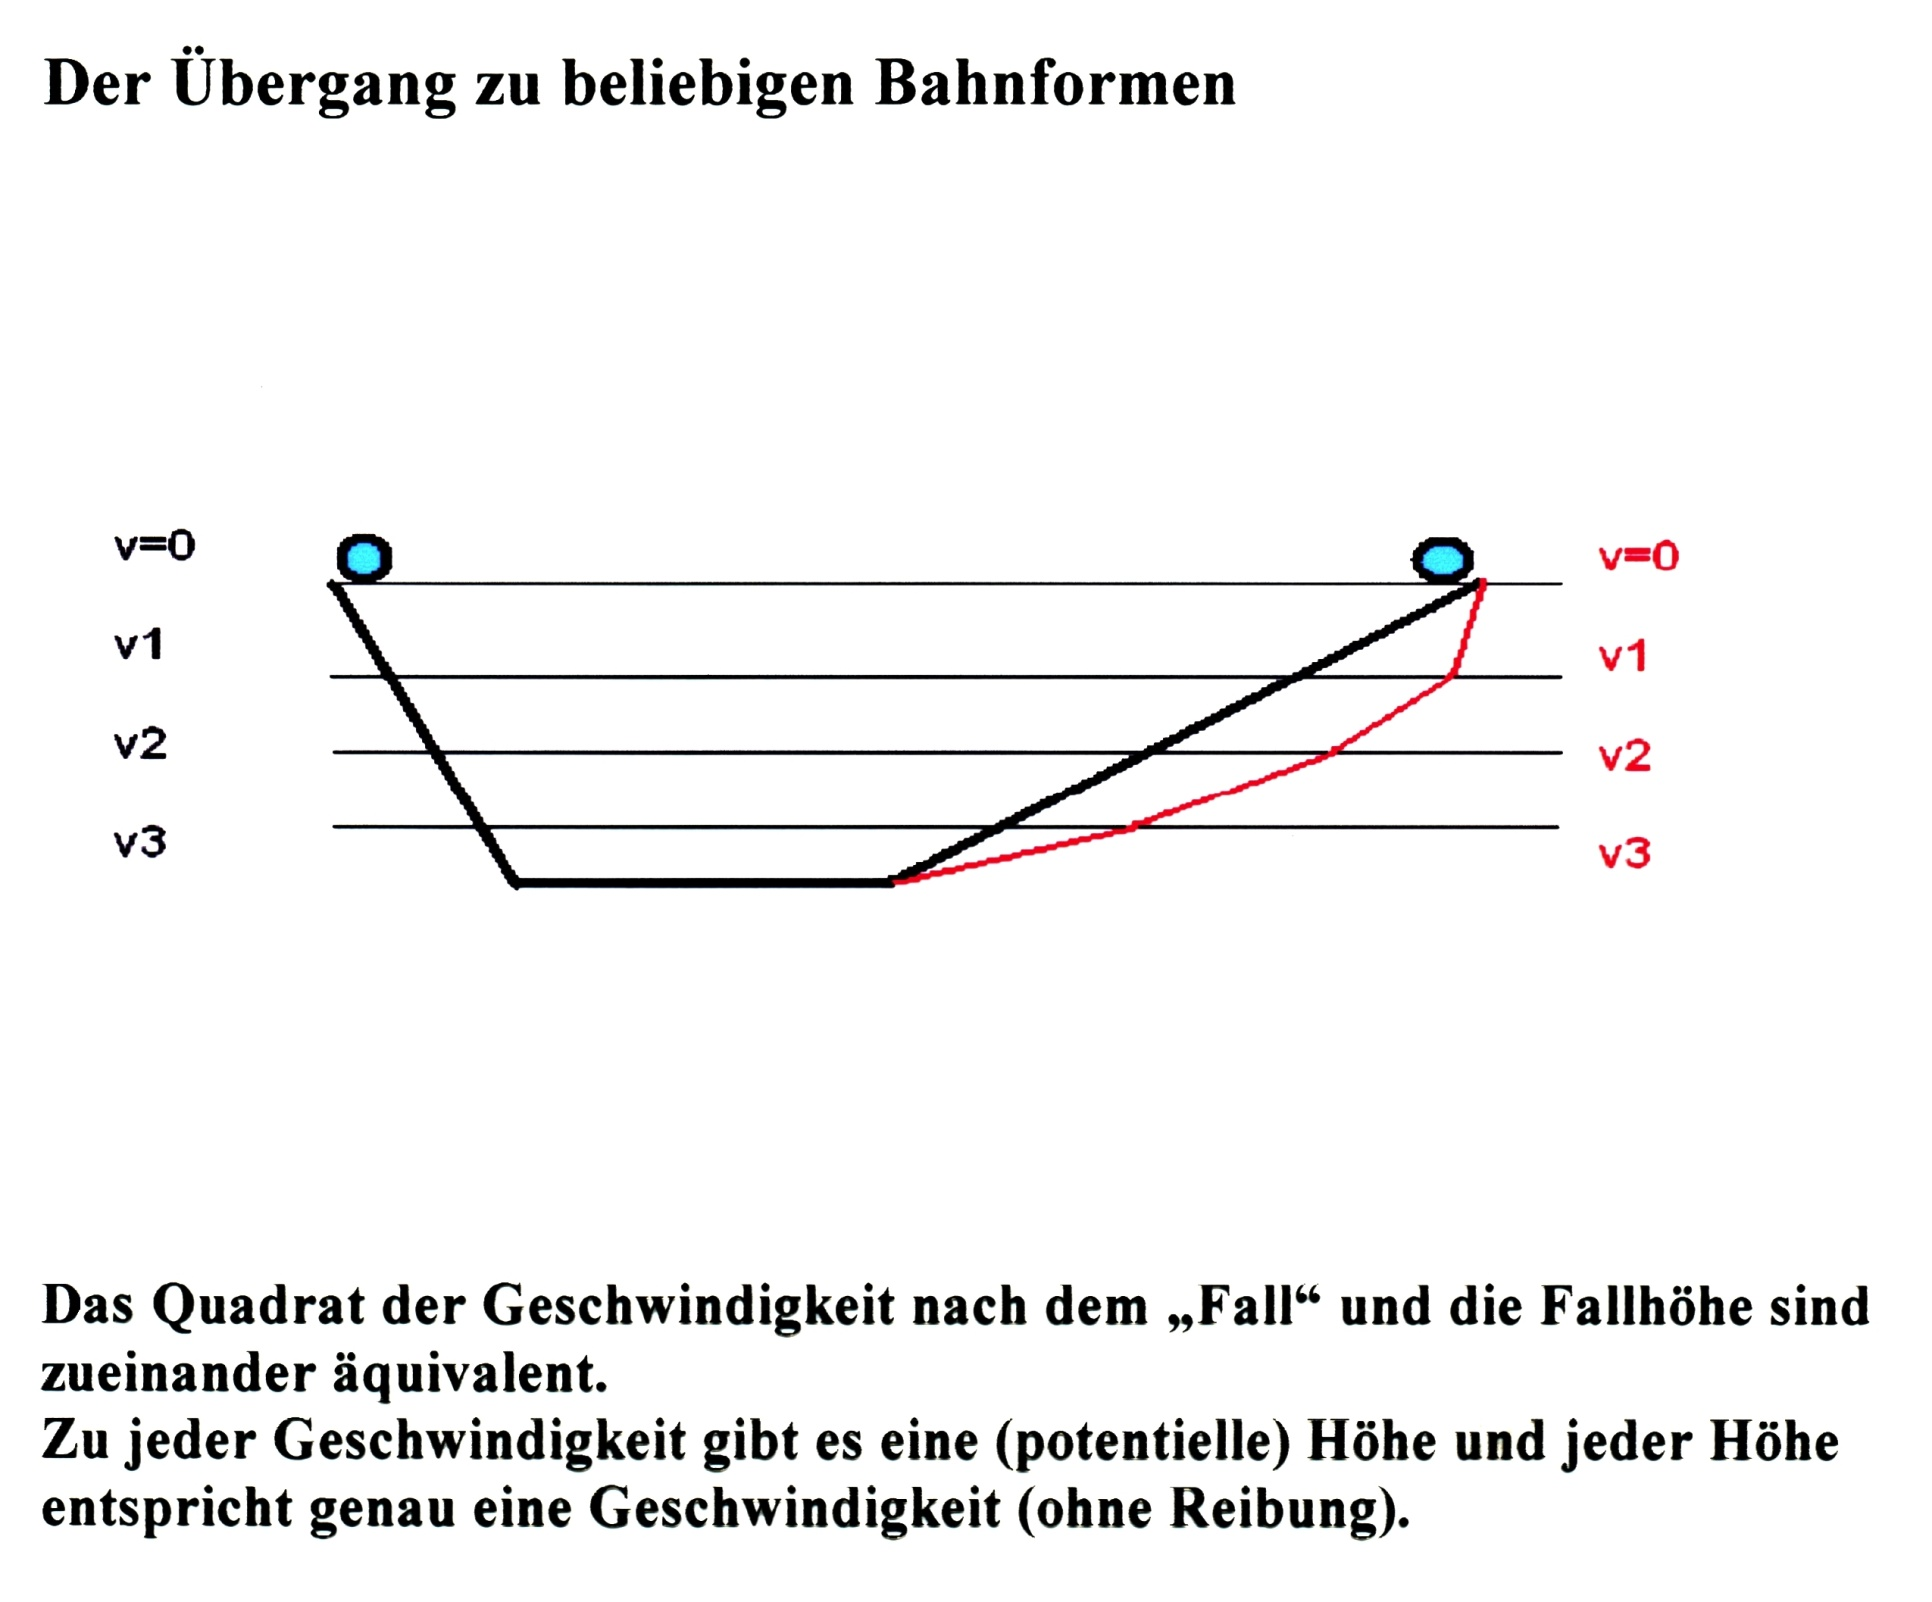 Der Übergang zu beliebigen Bahnformen
v=0
v=0
v1
v1
v2
v2
v3
v3
Das Quadrat der Geschwindigkeit nach dem „Fall“ und die Fallhöhe sind
zueinander äquivalent.
Zu jeder Geschwindigkeit gibt es eine (potentielle) Höhe und jeder Höhe
entspricht genau eine Geschwindigkeit (ohne Reibung).